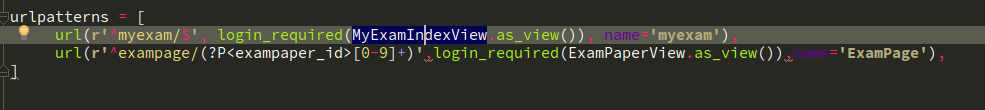 urlpatterns = [
url(r'^myexam/$', login_required(MyExamIndexView.as_view()), name='myexam'),
url(r'^exampage/(?P<exampaper_id>[0-9]+)',login_required(ExamPaperView.as_view()),name='ExamPage'),
]